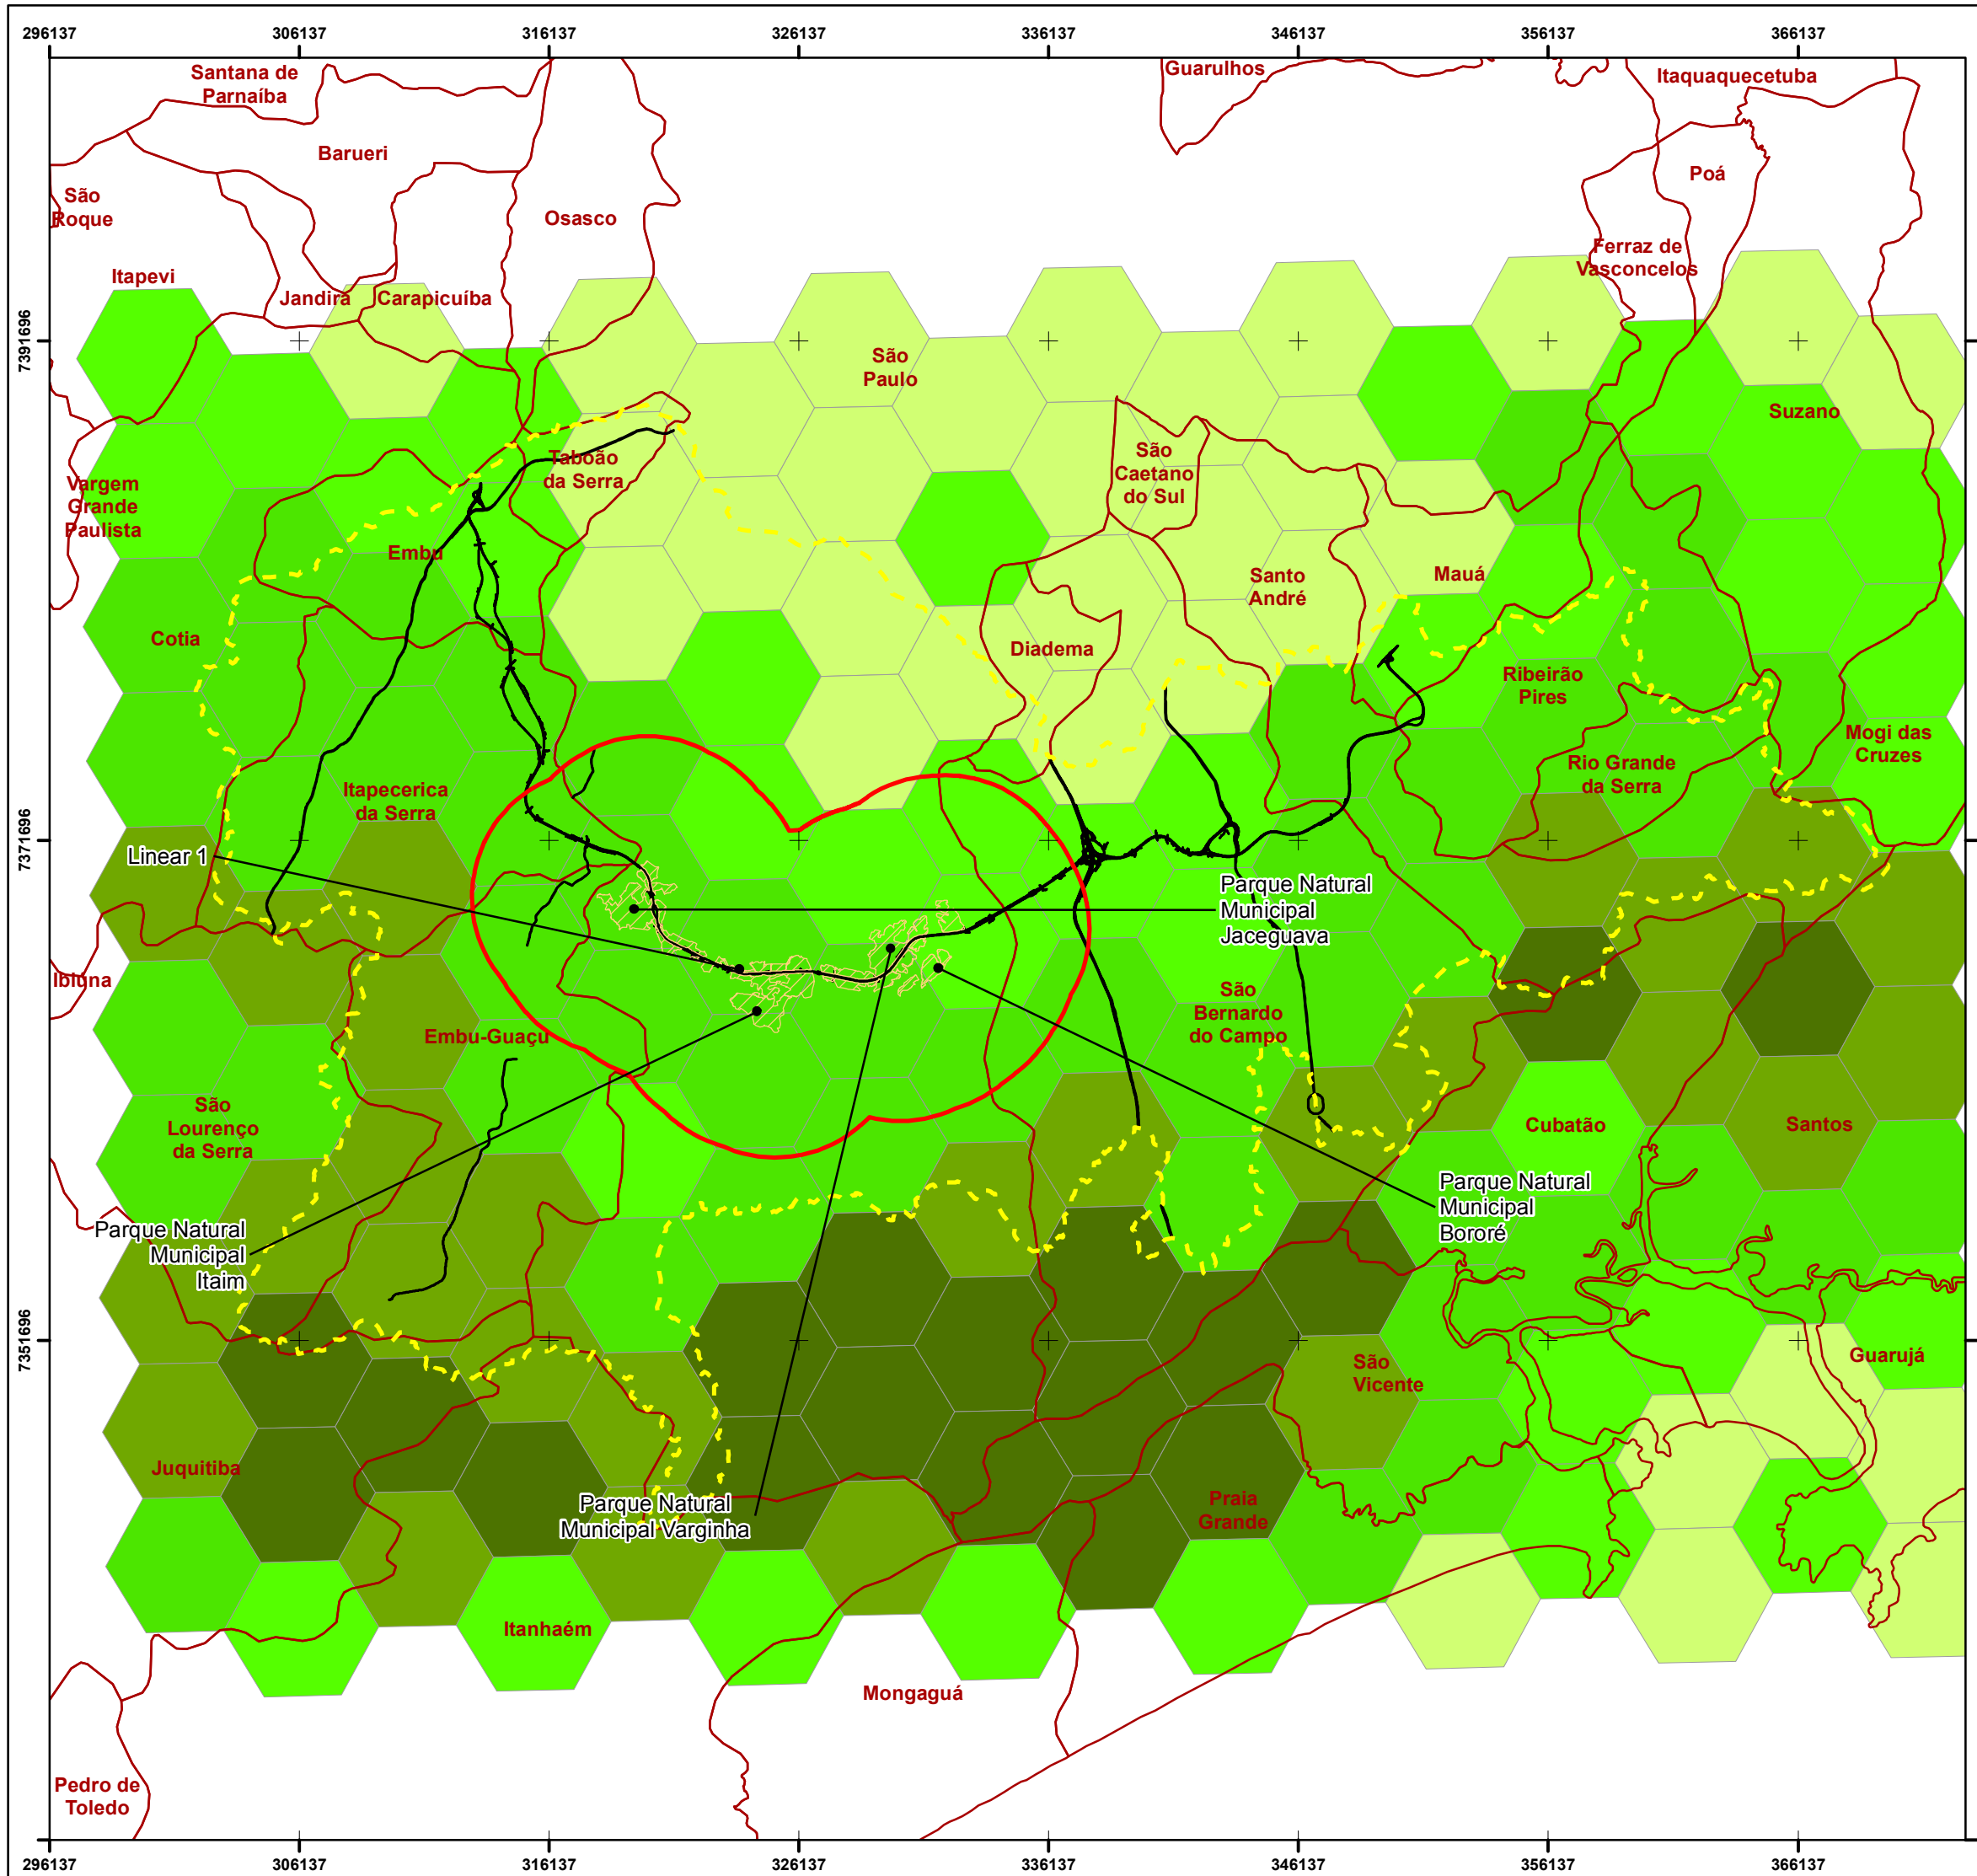 296137
306137
316137
326137
336137
346137
356137
366137
Santana de
Parnaíba
Guarulhos
Itaquaquecetuba
Barueri
Poá
São
Roque
Osasco
Ferraz de
Vasconcelos
Itapevi
Jandira
Carapicuíba
7391696
São
Paulo
Suzano
Taboão
da Serra
São
Caetano
do Sul
Vargem
Grande
Paulista
Embu
Santo
André
Mauá
Cotia
Diadema
Ribeirão
Pires
Mogi das
Cruzes
Itapecerica
da Serra
Rio Grande
da Serra
7371696
Linear 1
Parque Natural
Municipal
Jaceguava
Ibiúna
São
Bernardo
do Campo
Embu-Guaçu
São
Lourenço
da Serra
Cubatão
Santos
Parque Natural
Municipal
Itaim
Parque Natural
Municipal
Bororé
7351696
São
Vicente
Guarujá
Juquitiba
Parque Natural
Municipal Varginha
Praia
Grande
Itanhaém
Mongaguá
Pedro de
Toledo
296137
306137
316137
326137
336137
346137
356137
366137